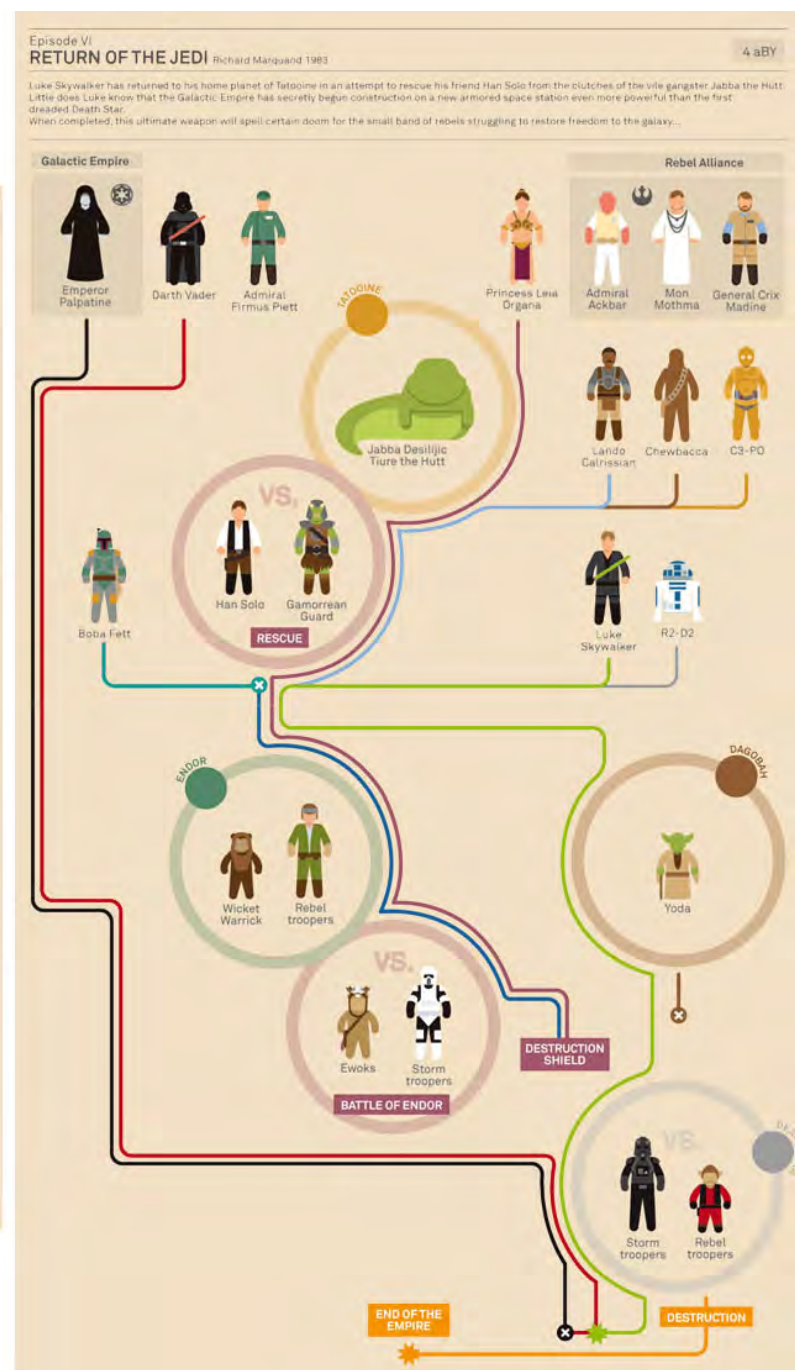 Episode VI
RETURN OF THE JEDI Richard Marquand 1983
4 aBY
Luke Skywalker has returned to his home planet of Tatooine in an attempt to rescue his friend Han Solo from the clutches of the vile gangster Jabba the Hutt
Little does Luke know that the Galactic Empire has secretly begun construction on a new armored space station even more powerful than the first
dreaded Death Star.
When completed, this ultimate weapon will spell certain doom for the small band of rebels struggling to restore freedom to the galaxy...
Galactic Empire
Rebel Alliance
Emperor
Palpatine
Darth Vader
Admiral
Firmus Piett
Princess Leia
Organa
Admiral
Ackbar
Mon
Mothma
General Crix
Madine
TATOOINE
Jabba Desilijic
Tiure the Hutt
Lando
Calrissian
Chewbacca
C3-PO
VS.
Han Solo
Gamorrean
Guard
RESCUE
Boba Fett
Luke
Skywalker
R2-D2
ENDOR
Wicket
Warrick
Rebel
troopers
DAGOBAH
Yoda
VS.
Ewoks
Storm
troopers
BATTLE OF ENDOR
DESTRUCTION
SHIELD
VS.
Storm
troopers
Rebel
troopers
END OF THE
EMPIRE
DESTRUCTION